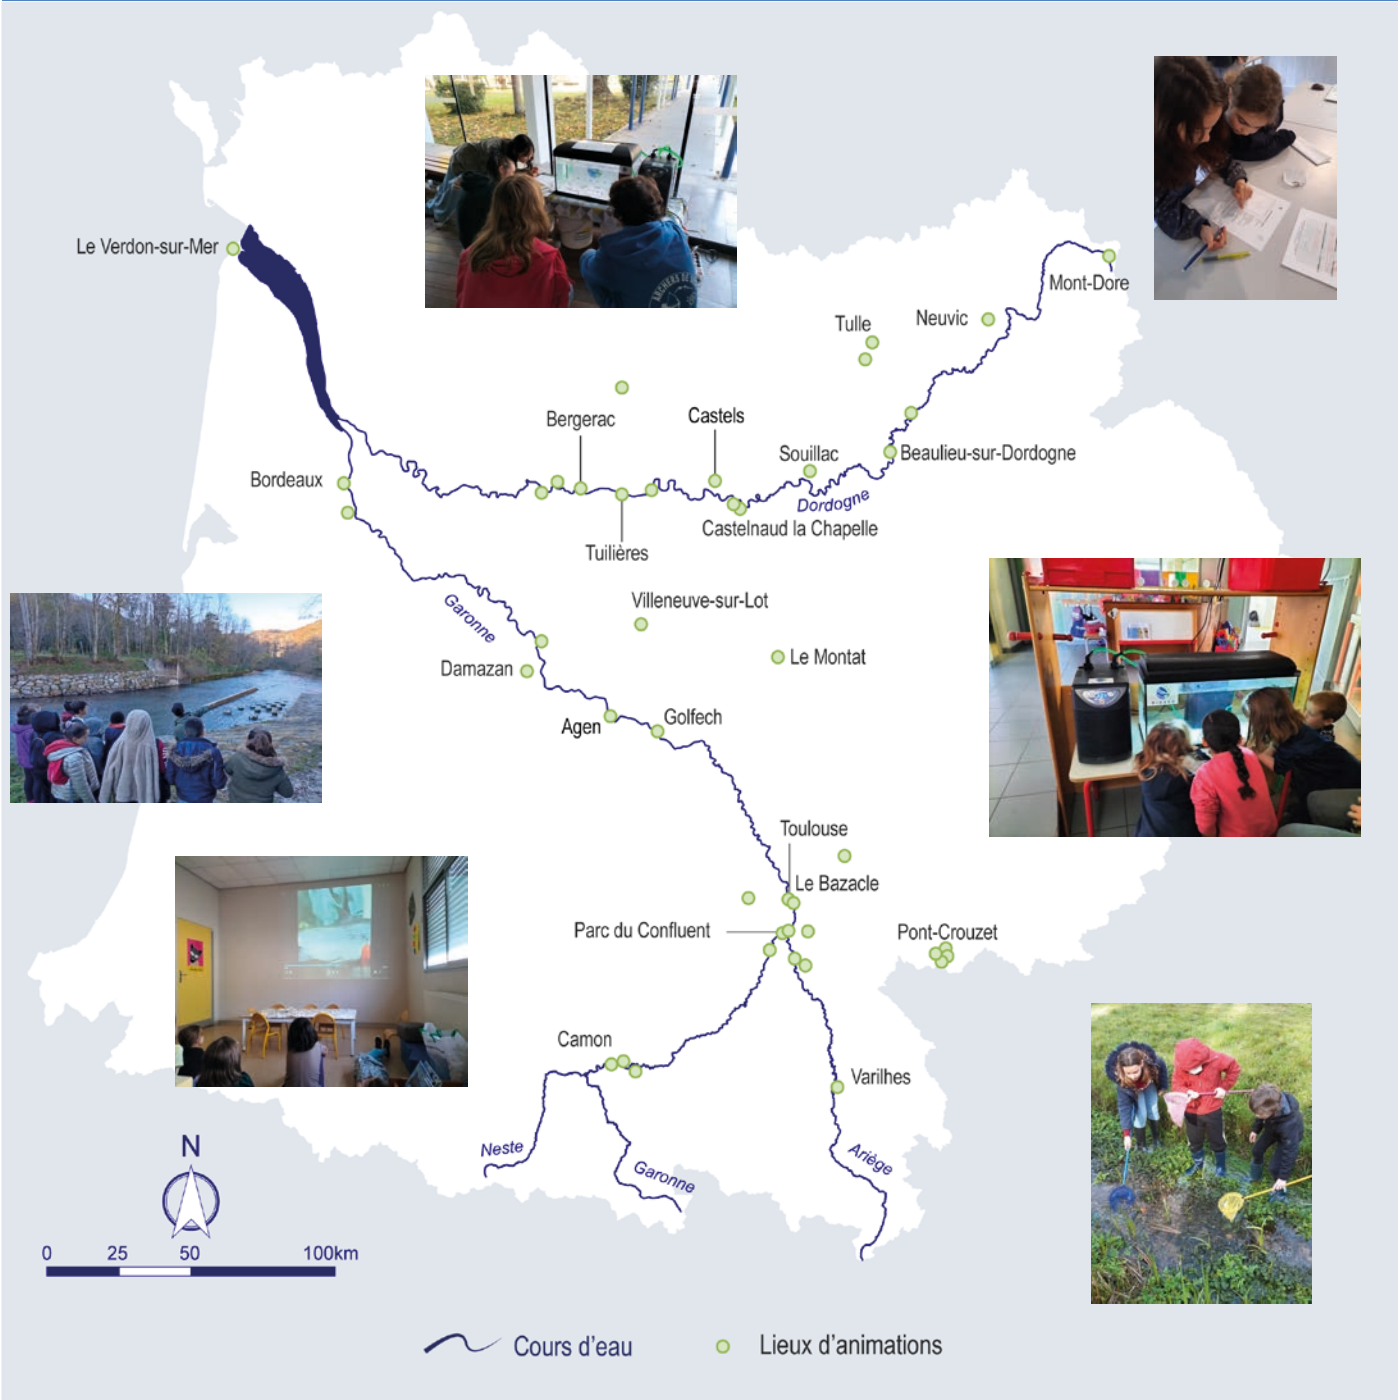 Le Verdon-sur-Mer
Mont-Dore
Neuvic
Tulle
Bergerac
Castels
Souillac
Beaulieu-sur-Dordogne
Bordeaux
Dordogne
Castelnaud la Chapelle
Tuilières
Garonne
Villeneuve-sur-Lot
Damazan
Le Montat
Agen
Golfech
Toulouse
Le Bazacle
Parc du Confluent
Pont-Crouzet
Camon
Varilhes
Neste
Garonne
Ariège
N
0 25 50 100km
Cours d'eau
Lieux d'animations